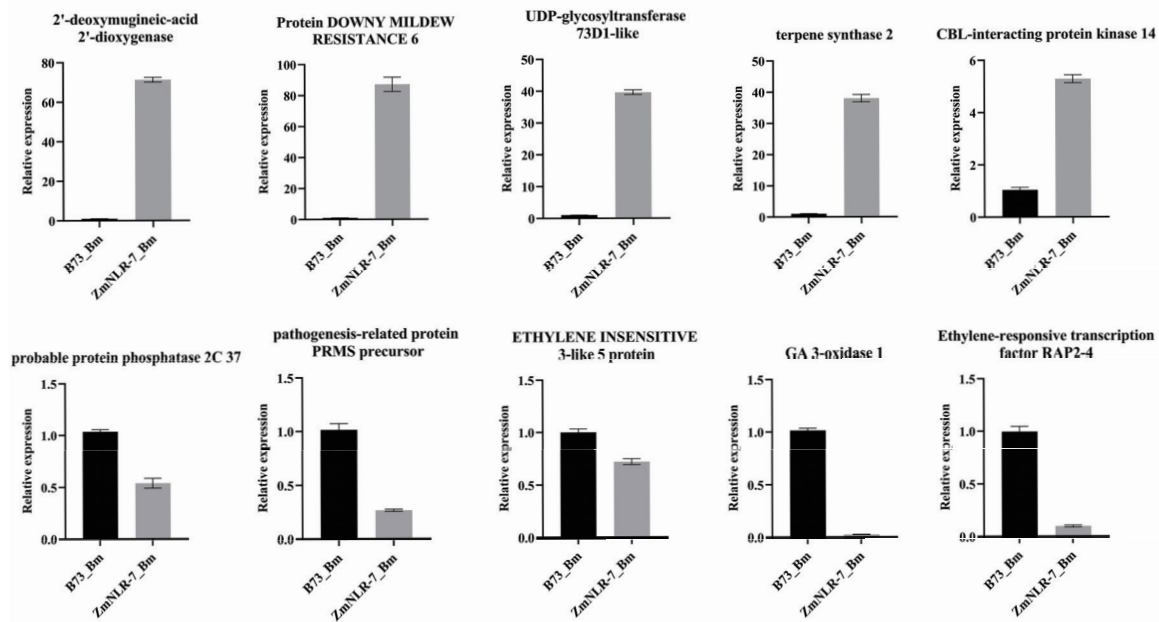 2'-deoxymugineic-acid
2'-dioxygenase
Relative expression
80
60
40
20
0
B73_Bm
ZmNLR-7_Bm
Protein DOWNY MILDEW
RESISTANCE 6
Relative expression
100
80
60
40
20
0
B73_Bm
ZmNLR-7_Bm
UDP-glycosyltransferase
73D1-like
Relative expression
50
40
30
20
10
0
B73_Bm
ZmNLR-7_Bm
terpene synthase 2
Relative expression
50
40
30
20
10
0
B73_Bm
ZmNLR-7_Bm
CBL-interacting protein kinase 14
Relative expression
6
4
2
0
B73_Bm
ZmNLR-7_Bm
probable protein phosphatase 2C 37
Relative expression
1.5
1.0
0.5
0.0
B73_Bm
ZmNLR-7_Bm
pathogenesis-related protein
PRMS precursor
Relative expression
1.5
1.0
0.5
0.0
B73_Bm
ZmNLR-7_Bm
ETHYLENE INSENSITIVE
3-like 5 protein
Relative expression
1.5
1.0
0.5
0.0
B73_Bm
ZmNLR-7_Bm
GA 3-oxidase 1
Relative expression
1.5
1.0
0.5
0.0
B73_Bm
ZmNLR-7_Bm
Ethylene-responsive transcription
factor RAP2-4
Relative expression
1.5
1.0
0.5
0.0
B73_Bm
ZmNLR-7_Bm